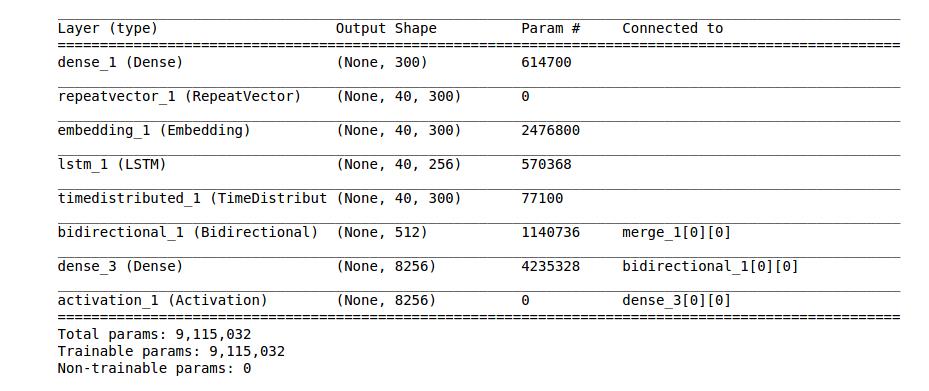 Layer (type) Output Shape Param # Connected to
dense_1 (Dense) (None, 300) 614700
repeatvector_1 (RepeatVector) (None, 40, 300) 0
embedding_1 (Embedding) (None, 40, 300) 2476800
lstm_1 (LSTM) (None, 40, 256) 570368
timedistributed_1 (TimeDistribut (None, 40, 300) 77100
bidirectional_1 (Bidirectional) (None, 512) 1140736 merge_1[0][0]
dense_3 (Dense) (None, 8256) 4235328 bidirectional_1[0][0]
activation_1 (Activation) (None, 8256) 0 dense_3[0][0]
Total params: 9,115,032
Trainable params: 9,115,032
Non-trainable params: 0